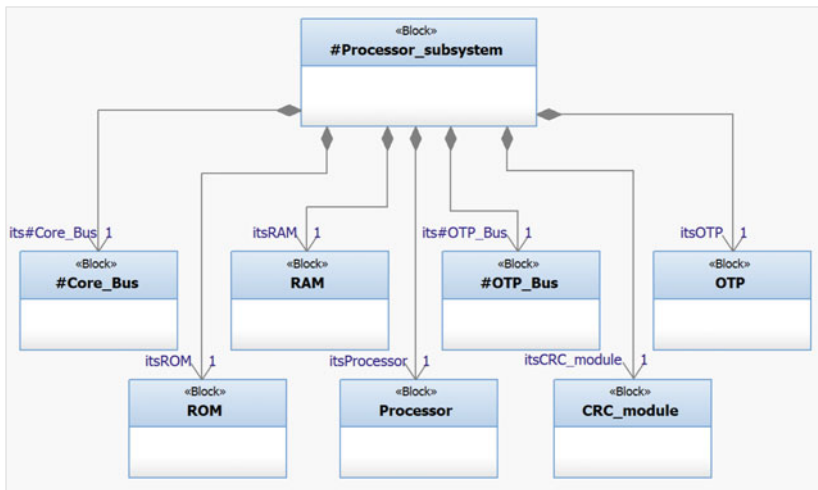 «Block»
#Processor_subsystem
its#Core_Bus 1
itsRAM 1
its#OTP_Bus 1
itsOTP 1
«Block»
#Core_Bus
«Block»
RAM
«Block»
#OTP_Bus
«Block»
OTP
itsROM 1
itsProcessor 1
itsCRC_module 1
«Block»
ROM
«Block»
Processor
«Block»
CRC_module